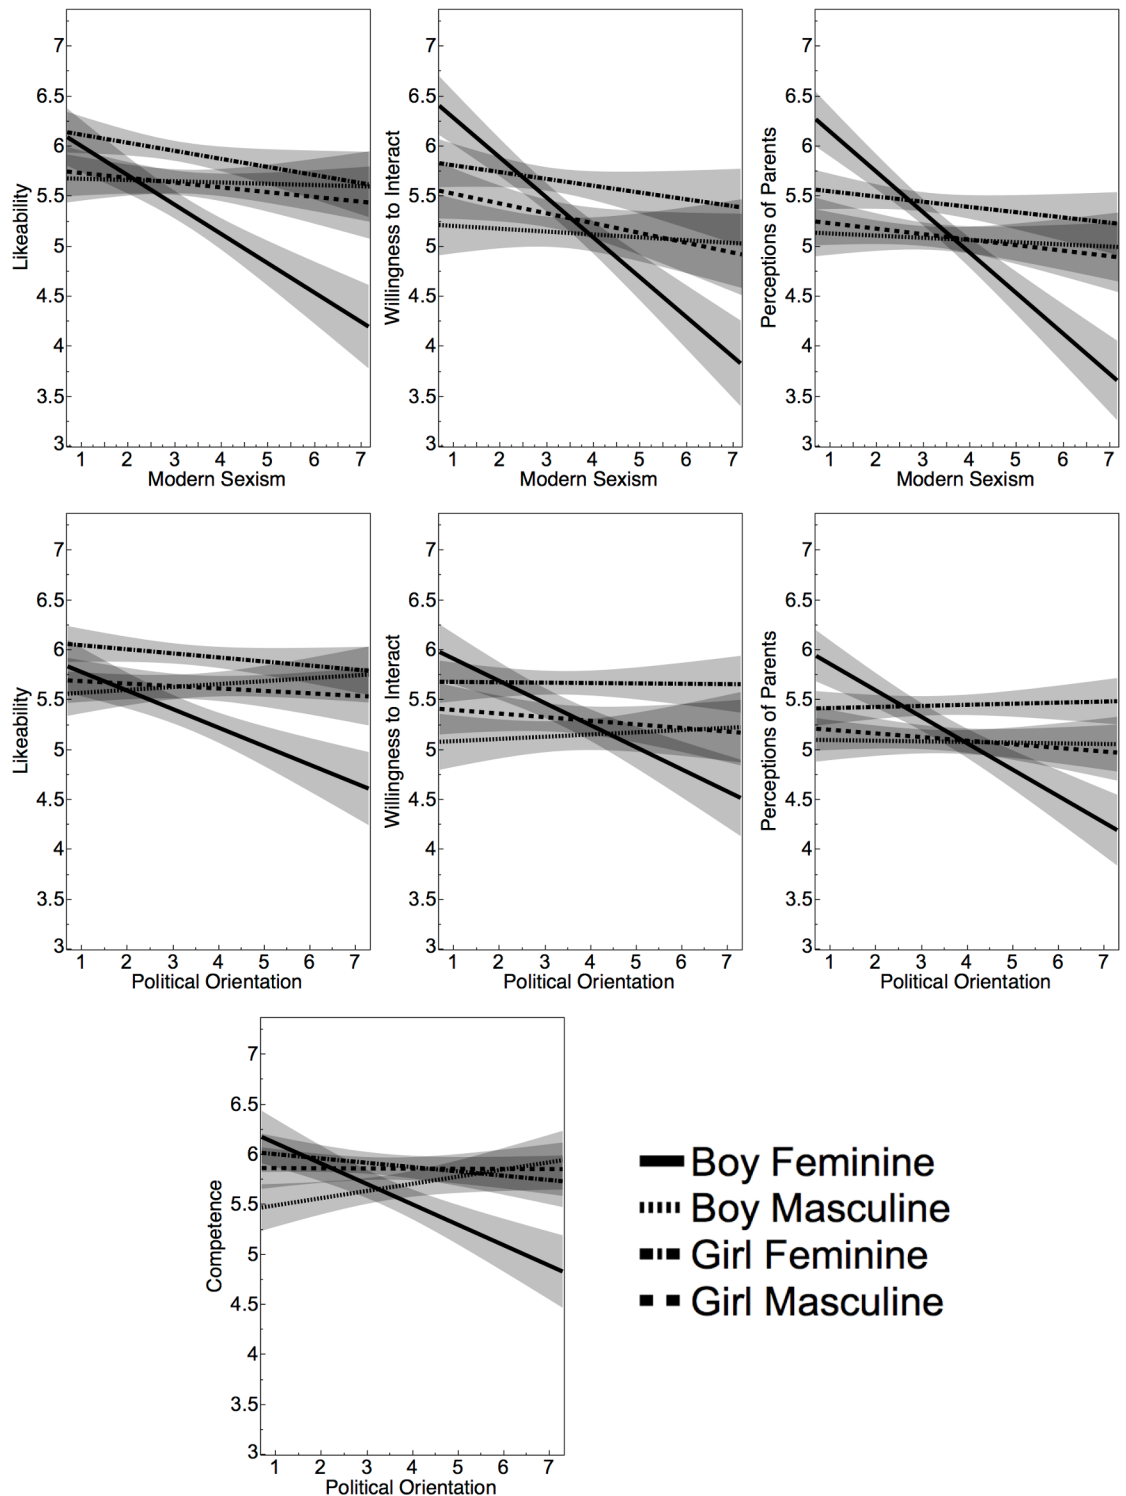 Likeability
7
6.5
6
5.5
5
4.5
4
3.5
3
1 2 3 4 5 6 7
Modern Sexism
Willingness to Interact
7
6.5
6
5.5
5
4.5
4
3.5
3
1 2 3 4 5 6 7
Modern Sexism
Perceptions of Parents
7
6.5
6
5.5
5
4.5
4
3.5
3
1 2 3 4 5 6 7
Modern Sexism
Likeability
7
6.5
6
5.5
5
4.5
4
3.5
3
1 2 3 4 5 6 7
Political Orientation
Willingness to Interact
7
6.5
6
5.5
5
4.5
4
3.5
3
1 2 3 4 5 6 7
Political Orientation
Perceptions of Parents
7
6.5
6
5.5
5
4.5
4
3.5
3
1 2 3 4 5 6 7
Political Orientation
Competence
7
6.5
6
5.5
5
4.5
4
3.5
3
1 2 3 4 5 6 7
Political Orientation
Boy Feminine
Boy Masculine
Girl Feminine
Girl Masculine